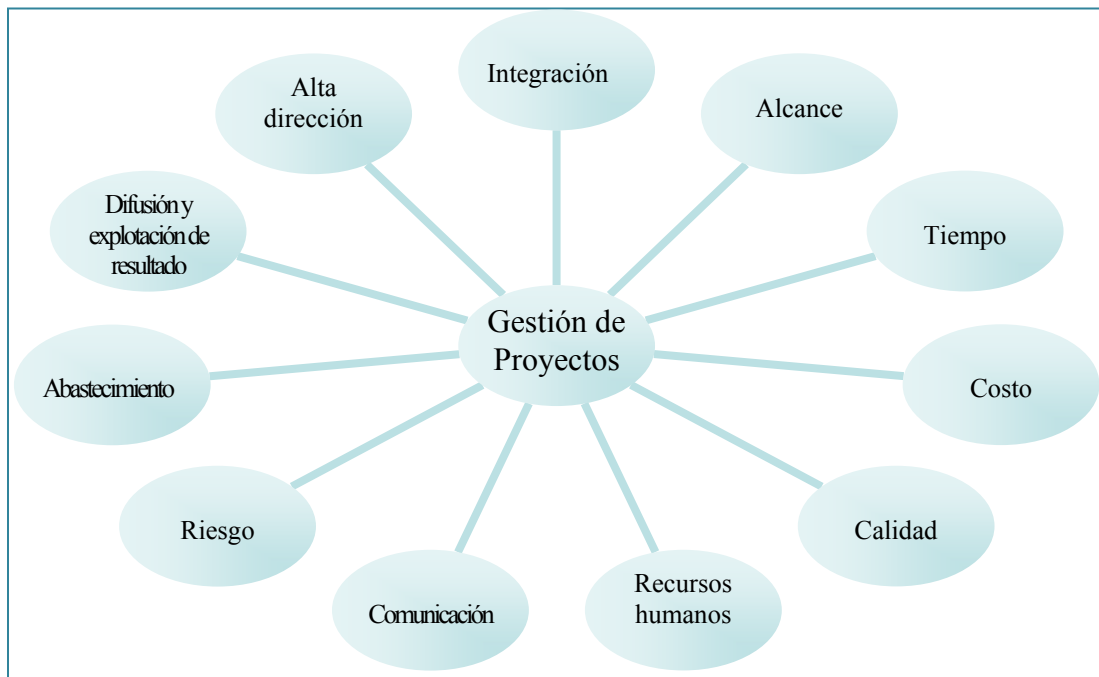 Integración
Alta
dirección
Alcance
Difusión y
explotación de
resultado
Tiempo
Gestión de
Proyectos
Abastecimiento
Costo
Riesgo
Calidad
Comunicación
Recursos
humanos